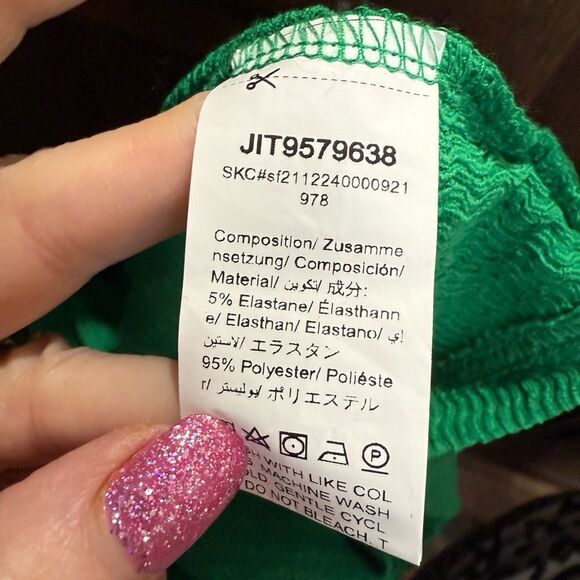 JIT9579638
SKC#sf2112240000921
978
Composition/ Zusamme
nsetzung/ Composición/
Material/ تكوين/ 成分:
5% Elastane/ Élasthann
e/ Elasthan/ Elastano/ إي
لاستين/ エラスタン
95% Polyester/ Poliéste
r/ بوليستر/ ポリエステル
P
WITH LIKE COL
MACHINE WASH
GENTLE CYCL
DO NOT BLEACH, T